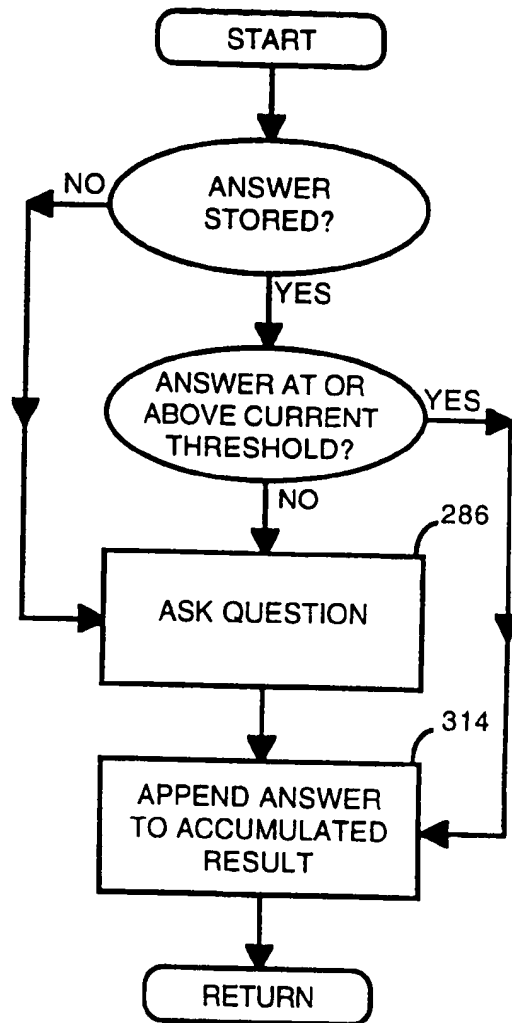 START
NO
ANSWER
STORED?
YES
ANSWER AT OR
ABOVE CURRENT
THRESHOLD?
YES
NO
286
ASK QUESTION
314
APPEND ANSWER
TO ACCUMULATED
RESULT
RETURN